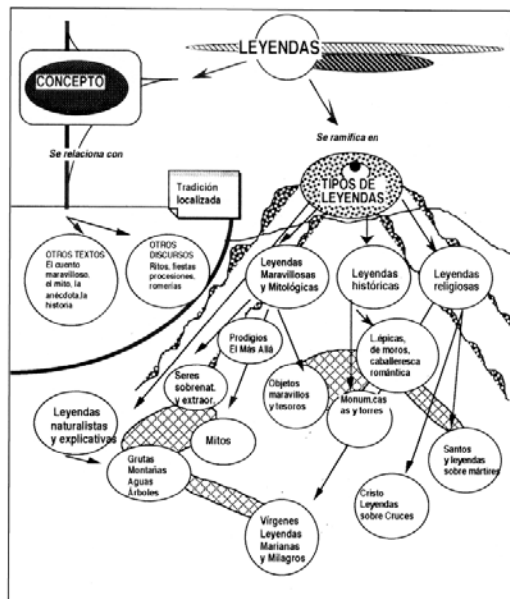 LEYENDAS
CONCEPTO
Se relaciona con
Se ramifica en
Tradición
localizada
TIPOS DE
LEYENDAS
OTROS TEXTOS
El cuento
maravilloso,
el mito, la
anécdota,la
historia
OTROS
DISCURSOS
Ritos, fiestas
procesiones,
romerías
Leyendas
Maravillosas
y Mitológicas
Leyendas
históricas
Leyendas
religiosas
Prodigios
El Más Allá
L.épicas,
de moros,
caballeresca
romántica
Seres
sobrenat.
y extraor.
Objetos
maravillos
y tesoros
Monum.cas
as y torres
Leyendas
naturalistas
y explicativas
Mitos
Santos
y leyendas
sobre mártires
Grutas
Montañas
Aguas
Árboles
Cristo
Leyendas
sobre Cruces
Vírgenes
Leyendas
Marianas
y Milagros